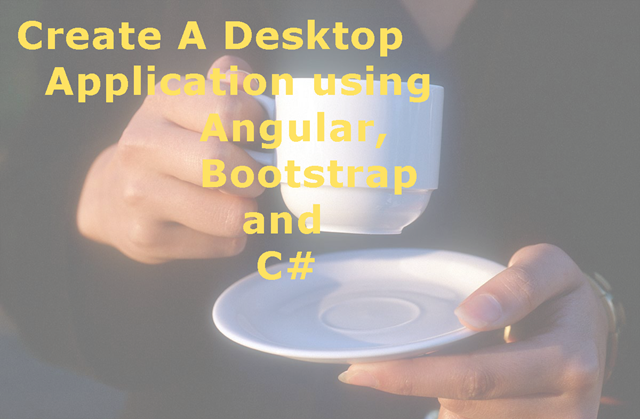 Create A Desktop
Application using
Angular,
Bootstrap
and
C#